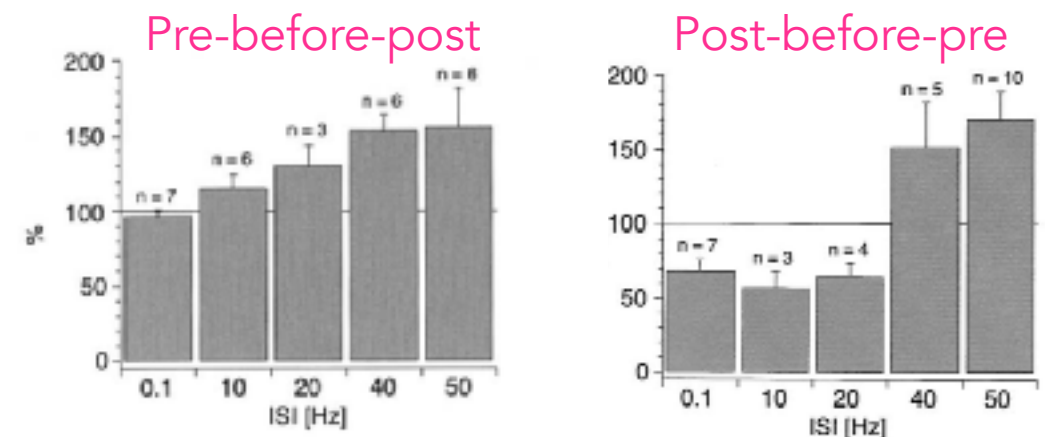 Pre-before-post
200
150
100
50
0
%
n = 7
n = 6
n = 3
n = 6
n = 6
0.1 10 20 40 50
ISI [Hz]
Post-before-pre
200
150
100
50
0
n = 7
n = 3
n = 4
n = 5
n = 10
0.1 10 20 40 50
ISI [Hz]